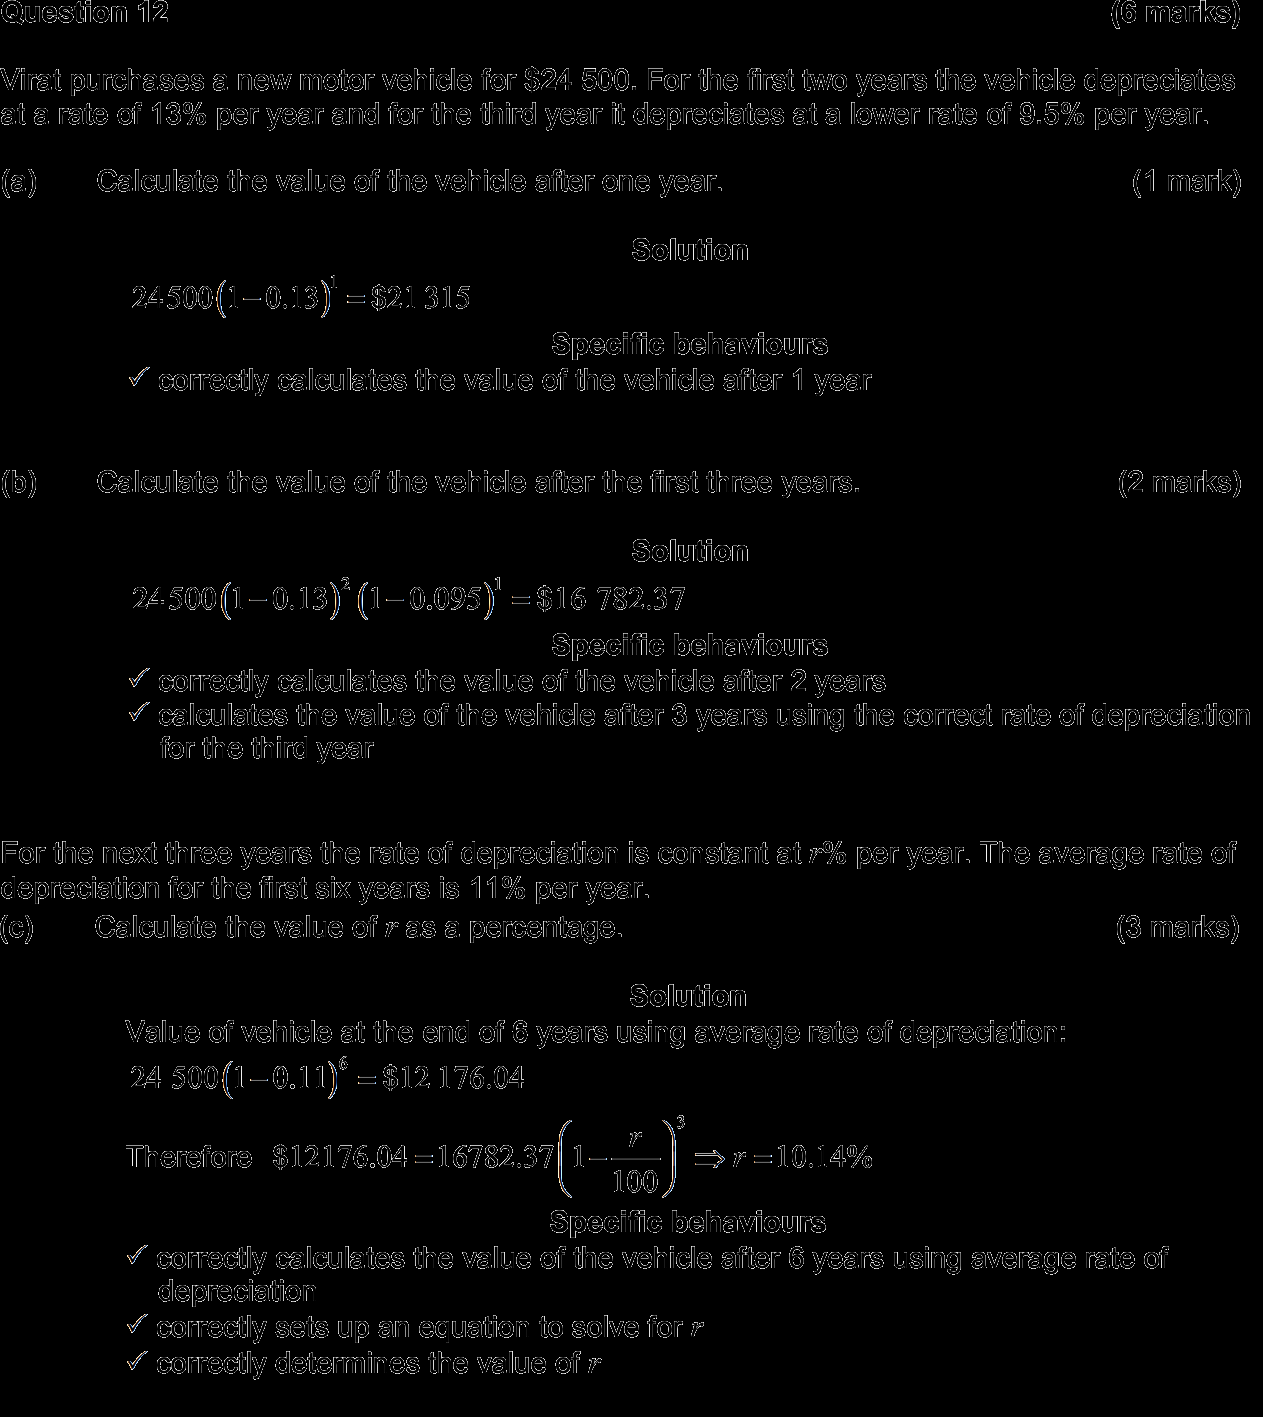 Question 12 (6 marks)
Virat purchases a new motor vehicle for $24 500. For the first two years the vehicle depreciates
at a rate of 13% per year and for the third year it depreciates at a lower rate of 9.5% per year.
(a) Calculate the value of the vehicle after one year. (1 mark)
Solution
24500(1−0.13)^1 = $21 315
Specific behaviours
✓ correctly calculates the value of the vehicle after 1 year
(b) Calculate the value of the vehicle after the first three years. (2 marks)
Solution
24500(1−0.13)^2 (1−0.095)^1 = $16 782.37
Specific behaviours
✓ correctly calculates the value of the vehicle after 2 years
✓ calculates the value of the vehicle after 3 years using the correct rate of depreciation
for the third year
For the next three years the rate of depreciation is constant at r% per year. The average rate of
depreciation for the first six years is 11% per year.
(c) Calculate the value of r as a percentage. (3 marks)
Solution
Value of vehicle at the end of 6 years using average rate of depreciation:
24 500(1−0.11)^6 = $12 176.04
Therefore $12176.04 = 16782.37(1 − r/100)^3 ⇒ r = 10.14%
Specific behaviours
✓ correctly calculates the value of the vehicle after 6 years using average rate of
depreciation
✓ correctly sets up an equation to solve for r
✓ correctly determines the value of r